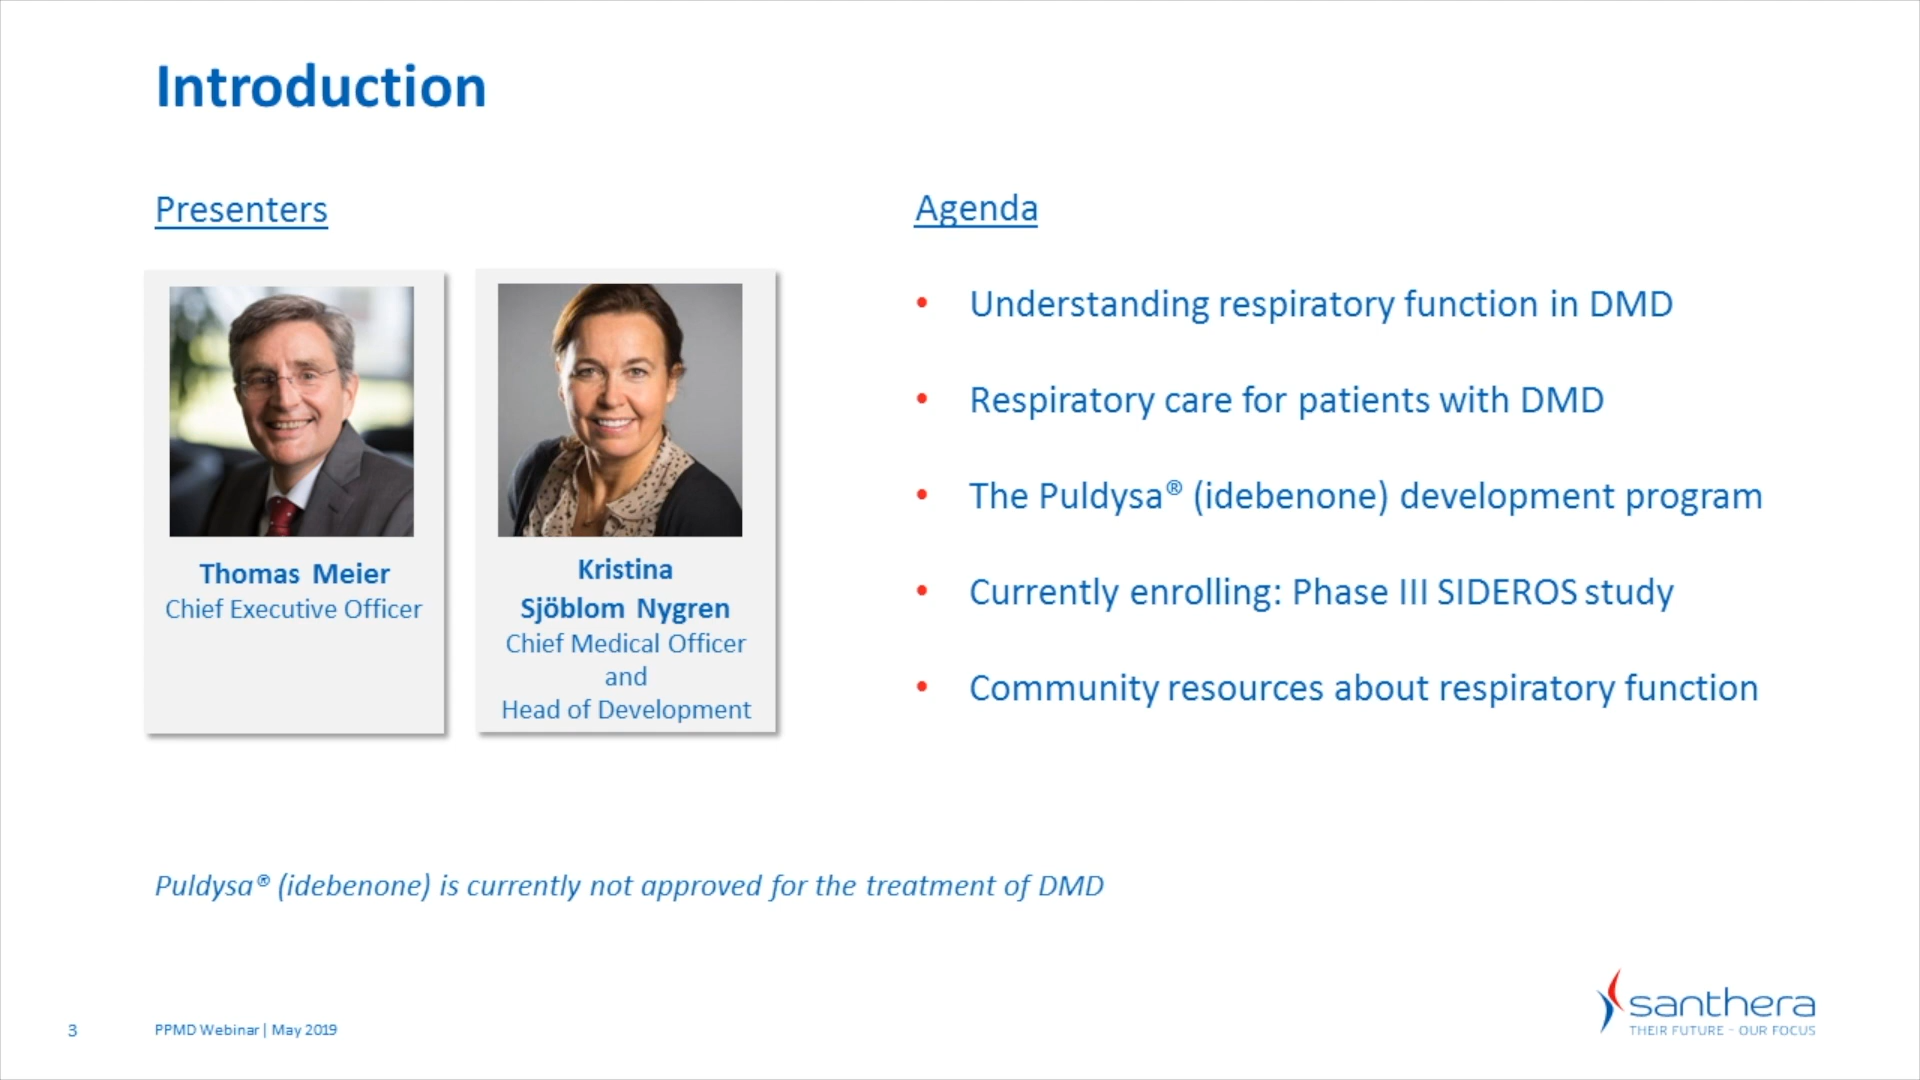 Introduction
Presenters
Thomas Meier
Chief Executive Officer
Kristina
Sjöblom Nygren
Chief Medical Officer
and
Head of Development
Agenda
• Understanding respiratory function in DMD
• Respiratory care for patients with DMD
• The Puldysa® (idebenone) development program
• Currently enrolling: Phase III SIDEROS study
• Community resources about respiratory function
Puldysa® (idebenone) is currently not approved for the treatment of DMD
3
PPMD Webinar | May 2019
santhera
THEIR FUTURE - OUR FOCUS